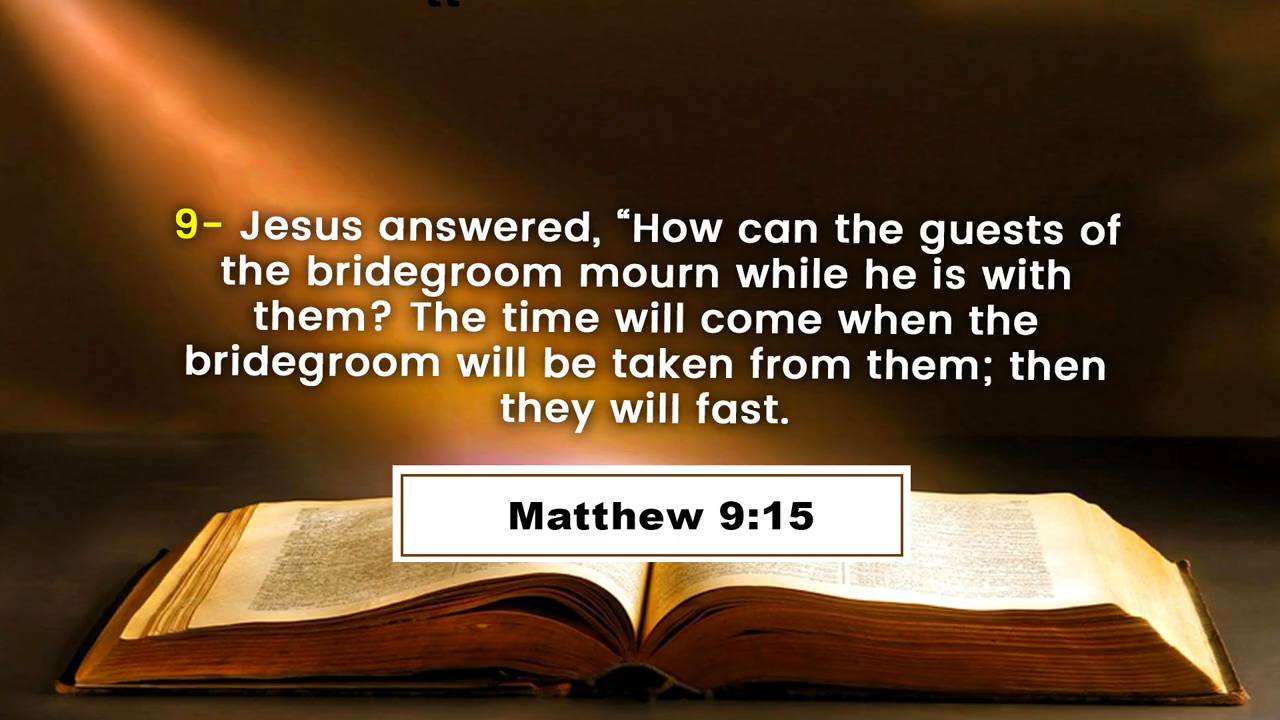 9- Jesus answered, “How can the guests of
the bridegroom mourn while he is with
them? The time will come when the
bridegroom will be taken from them; then
they will fast.
Matthew 9:15